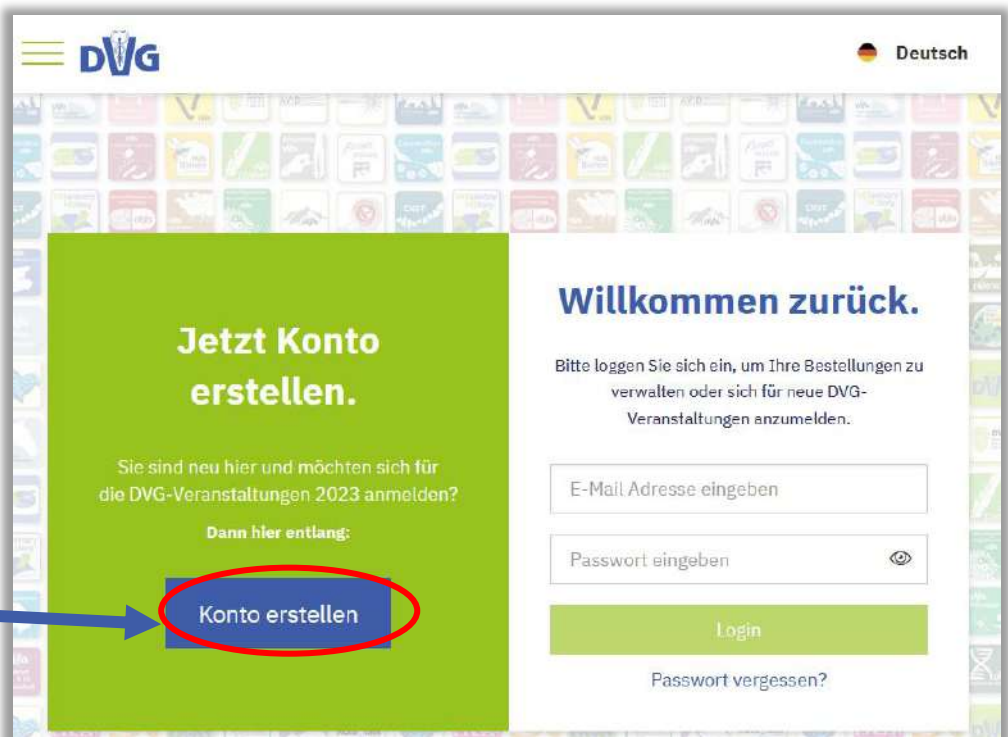 DVG
Deutsch
Jetzt Konto
erstellen.
Sie sind neu hier und möchten sich für
die DVG-Veranstaltungen 2023 anmelden?
Dann hier entlang:
Konto erstellen
Willkommen zurück.
Bitte loggen Sie sich ein, um Ihre Bestellungen zu
verwalten oder sich für neue DVG-
Veranstaltungen anzumelden.
E-Mail Adresse eingeben
Passwort eingeben
Login
Passwort vergessen?